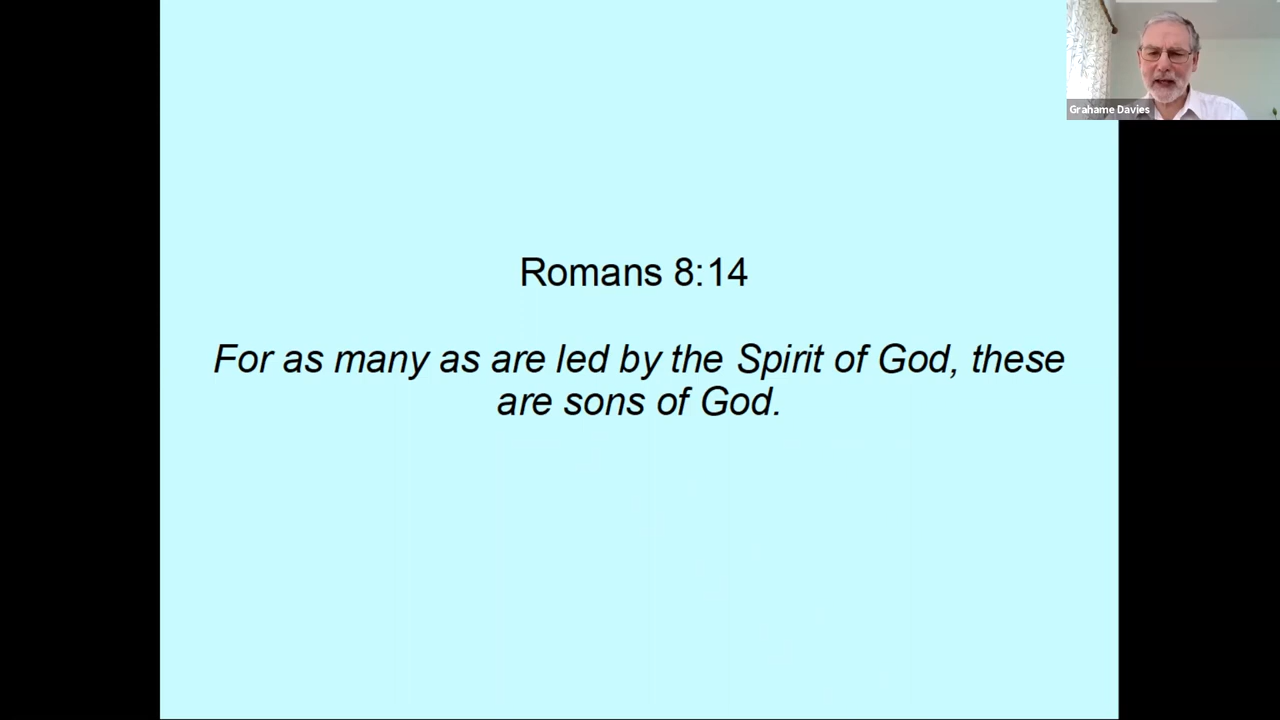 Grahame Davies
Romans 8:14
For as many as are led by the Spirit of God, these
are sons of God.